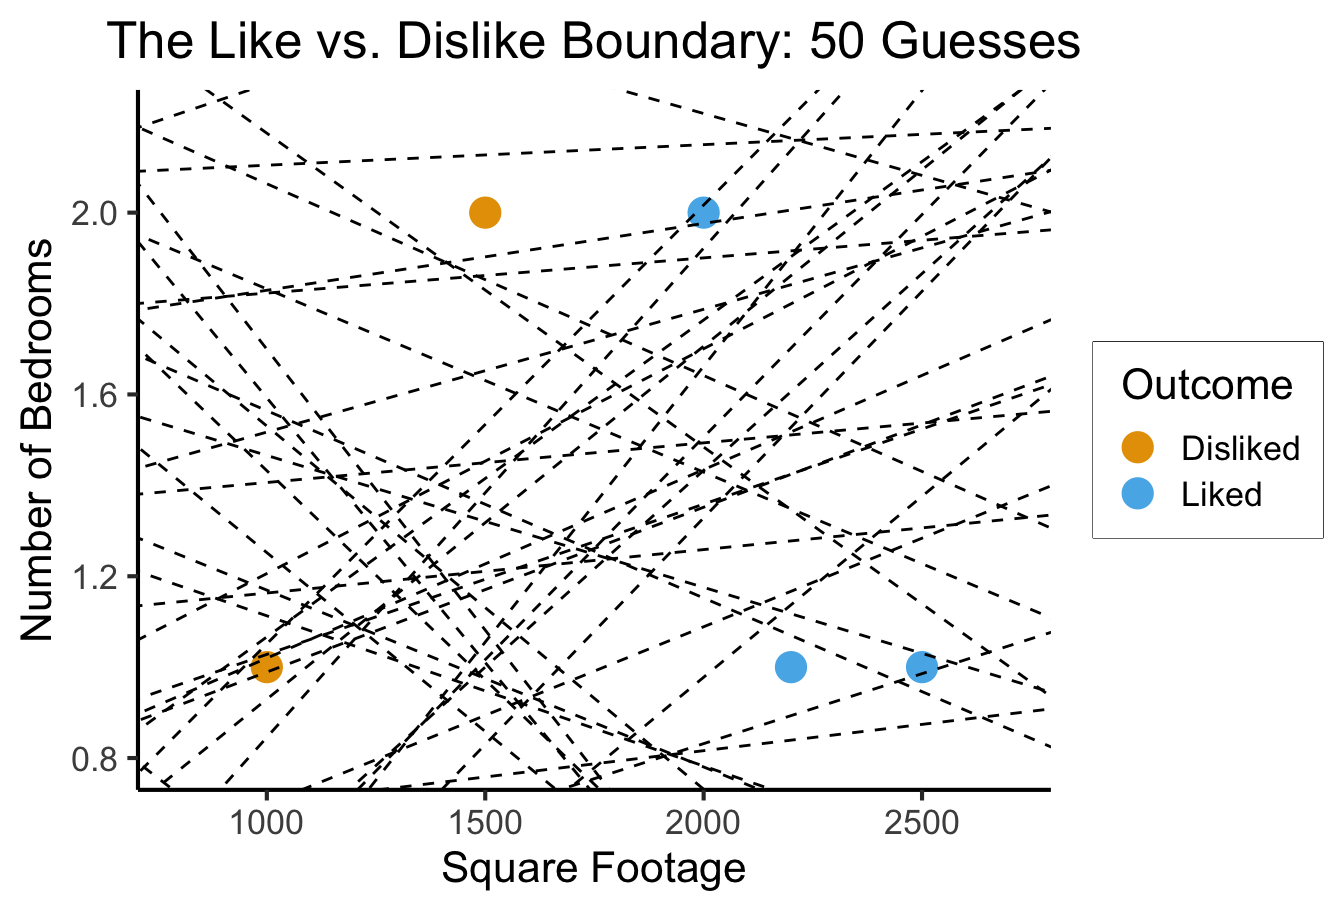 The Like vs. Dislike Boundary: 50 Guesses
Number of Bedrooms
2.0
1.6
1.2
0.8
1000 1500 2000 2500
Square Footage
Outcome
Disliked
Liked